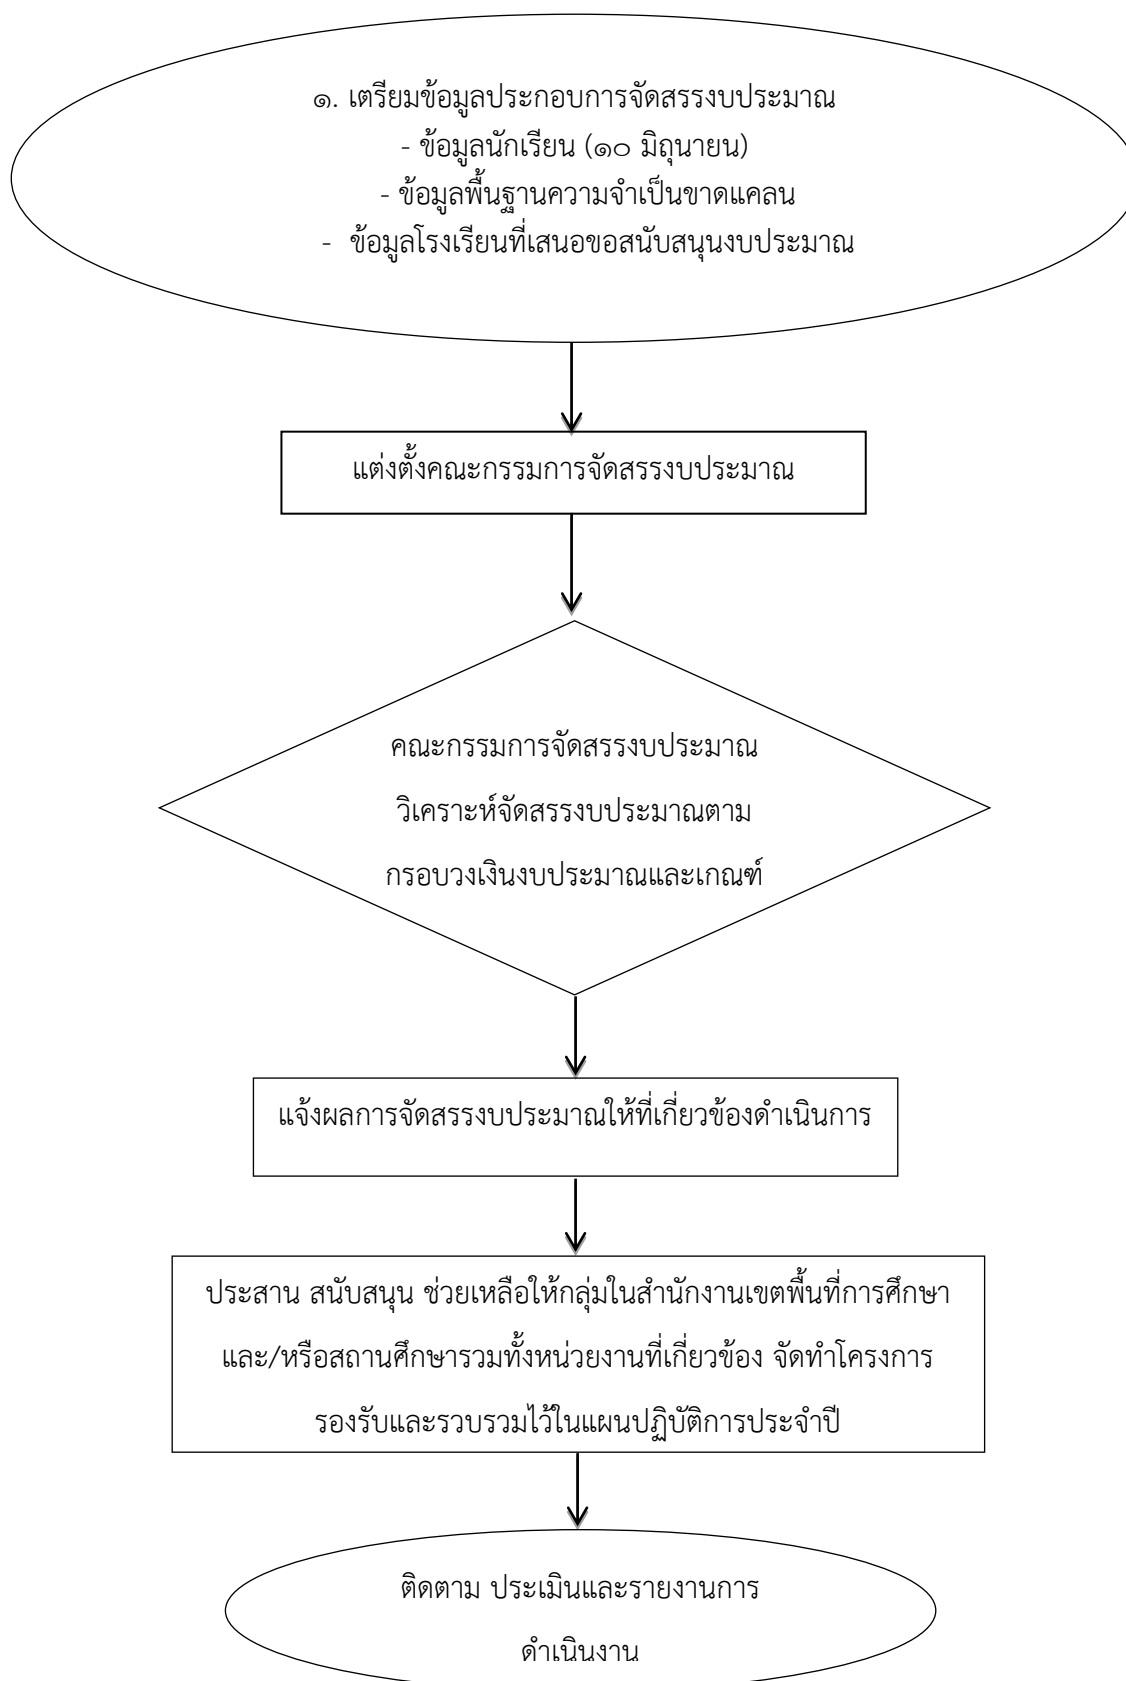 ๑. เตรียมข้อมูลประกอบการจัดสรรงบประมาณ
- ข้อมูลนักเรียน (๑๐ มิถุนายน)
- ข้อมูลพื้นฐานความจำเป็นขาดแคลน
- ข้อมูลโรงเรียนที่เสนอขอสนับสนุนงบประมาณ
แต่งตั้งคณะกรรมการจัดสรรงบประมาณ
คณะกรรมการจัดสรรงบประมาณ
วิเคราะห์จัดสรรงบประมาณตาม
กรอบวงเงินงบประมาณและเกณฑ์
แจ้งผลการจัดสรรงบประมาณให้ที่เกี่ยวข้องดำเนินการ
ประสาน สนับสนุน ช่วยเหลือให้กลุ่มในสำนักงานเขตพื้นที่การศึกษา
และ/หรือสถานศึกษารวมทั้งหน่วยงานที่เกี่ยวข้อง จัดทำโครงการ
รองรับและรวบรวมไว้ในแผนปฏิบัติการประจำปี
ติดตาม ประเมินและรายงานการ
ดำเนินงาน